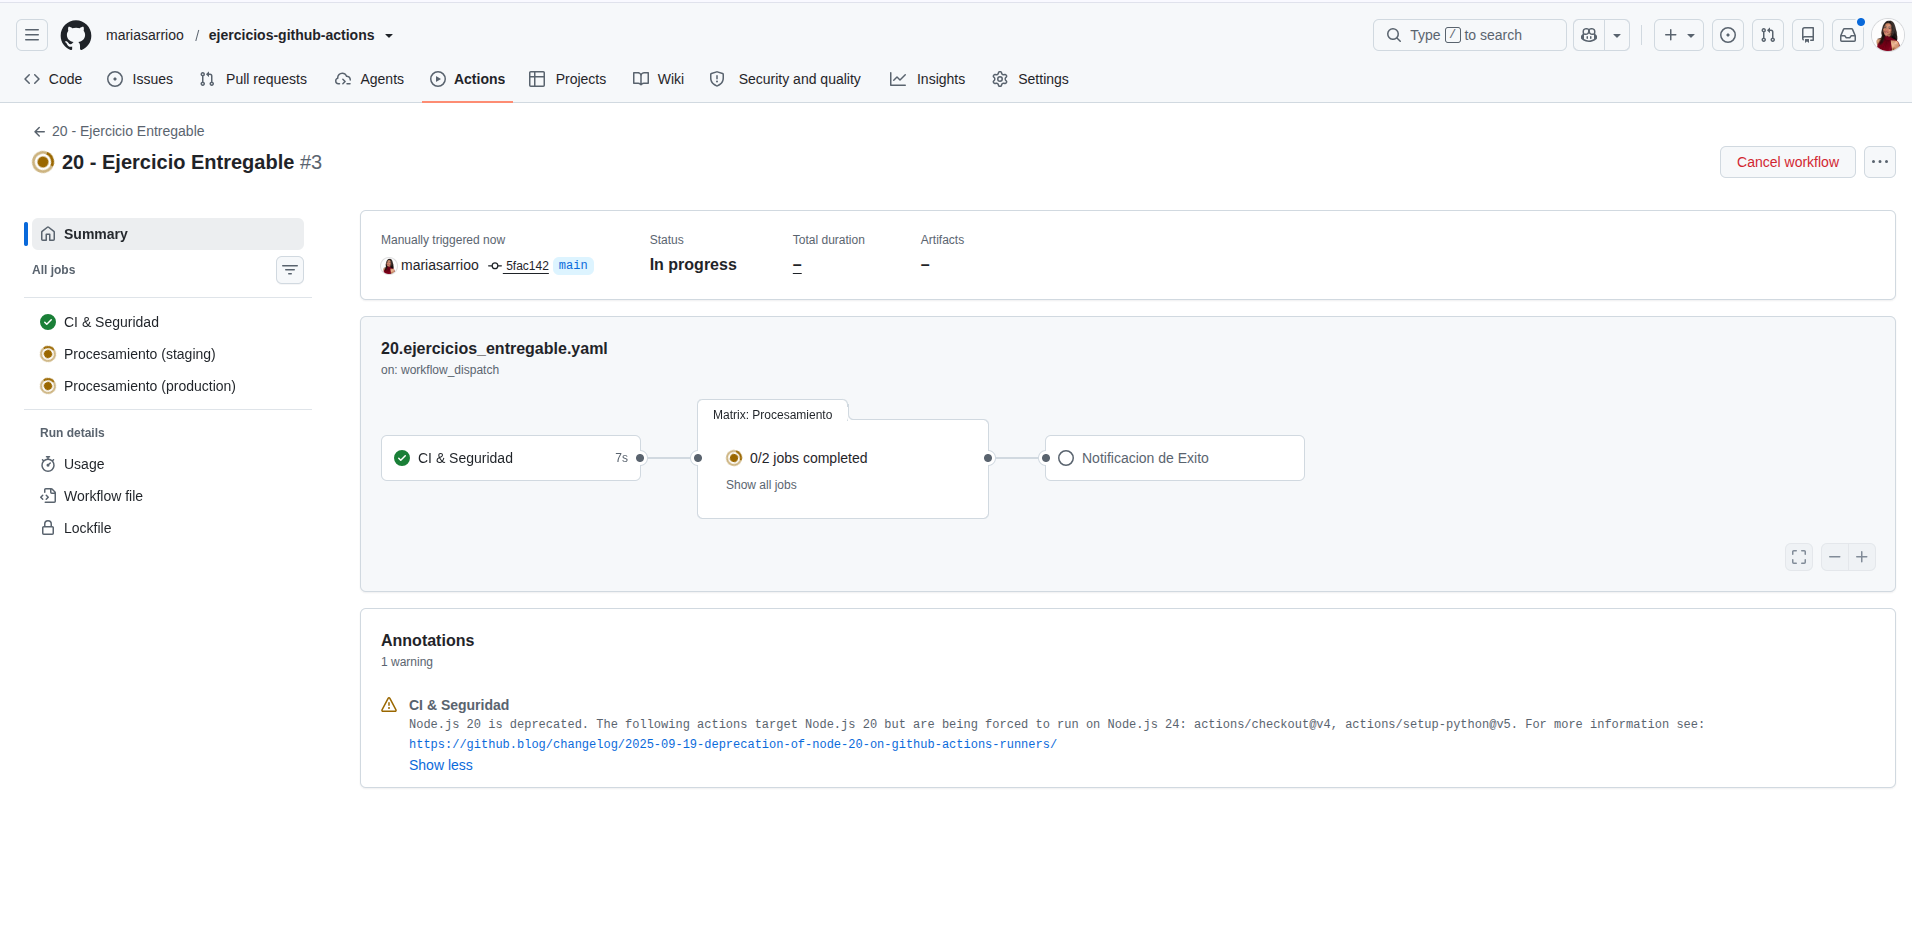 mariasarrioo / ejercicios-github-actions
Type / to search
Code
Issues
Pull requests
Agents
Actions
Projects
Wiki
Security and quality
Insights
Settings
20 - Ejercicio Entregable
20 - Ejercicio Entregable #3
Cancel workflow
Summary
All jobs
CI & Seguridad
Procesamiento (staging)
Procesamiento (production)
Run details
Usage
Workflow file
Lockfile
Manually triggered now
mariasarrioo 5fac142 main
Status
In progress
Total duration
–
Artifacts
–
20.ejercicios_entregable.yaml
on: workflow_dispatch
CI & Seguridad 7s
Matrix: Procesamiento
0/2 jobs completed
Show all jobs
Notificacion de Exito
Annotations
1 warning
CI & Seguridad
Node.js 20 is deprecated. The following actions target Node.js 20 but are being forced to run on Node.js 24: actions/checkout@v4, actions/setup-python@v5. For more information see:
https://github.blog/changelog/2025-09-19-deprecation-of-node-20-on-github-actions-runners/
Show less